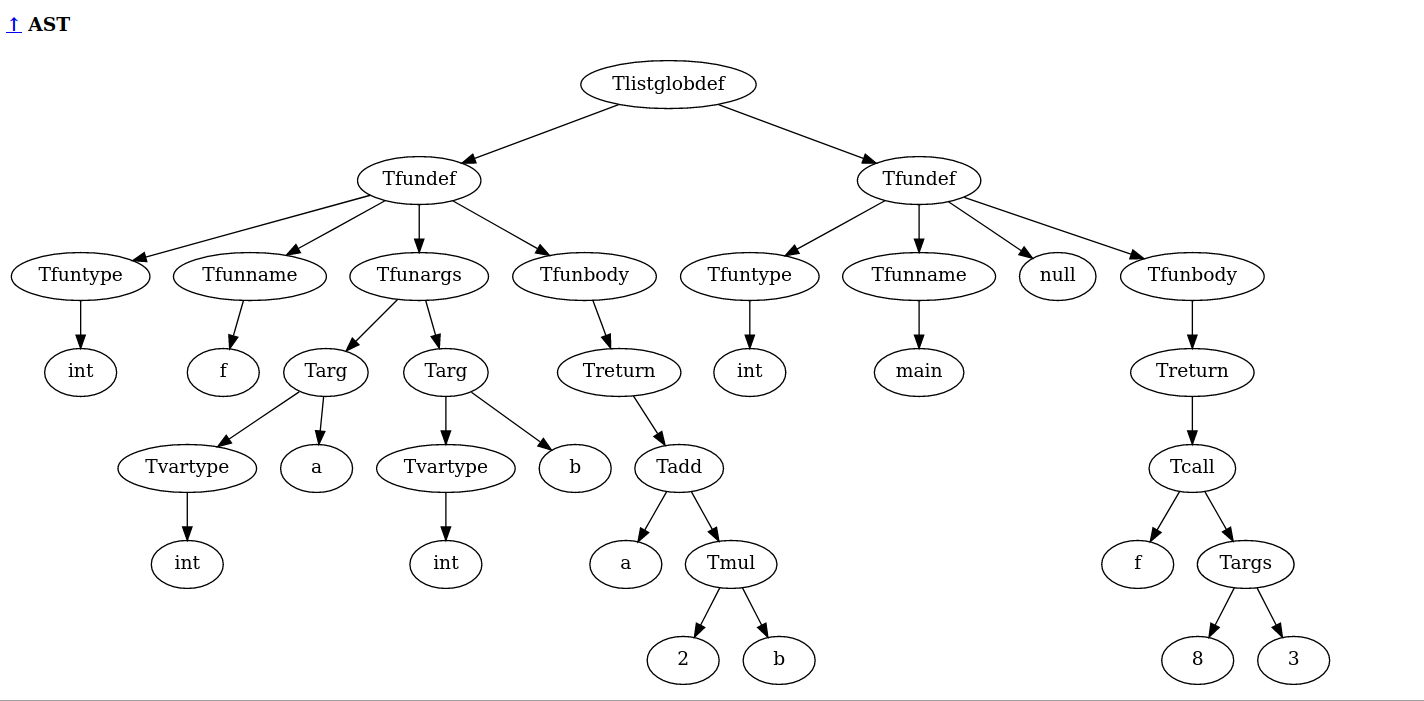 ↑ AST
Tlistglobdef
Tfundef Tfundef
Tfuntype Tfunname Tfunargs Tfunbody Tfuntype Tfunname null Tfunbody
int f Targ Targ Treturn int main Treturn
Tvartype a Tvartype b Tadd Tcall
int int a Tmul f Targs
2 b 8 3